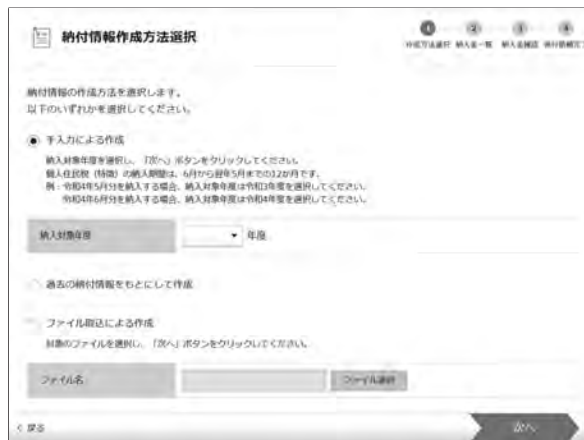 納付情報作成方法選択
1 2 3 4
作成方法選択 納入金一覧 納入金確認
納付情報の作成方法を選択します。
以下のいずれかを選択してください。
手入力による作成
納入対象年度を選択し、「次へ」ボタンをクリックしてください。
個人住民税（特徴）の納入期間は、6月から翌年5月までの12か月です。
例：令和4年5月分を納入する場合、納入対象年度は令和3年度を選択してください。
令和4年6月分を納入する場合、納入対象年度は令和4年度を選択してください。
納入対象年度 年度
過去の納付情報をもとにして作成
ファイル取込による作成
対象のファイルを選択し、「次へ」ボタンをクリックしてください。
ファイル名 ファイル選択
< 戻る 次へ